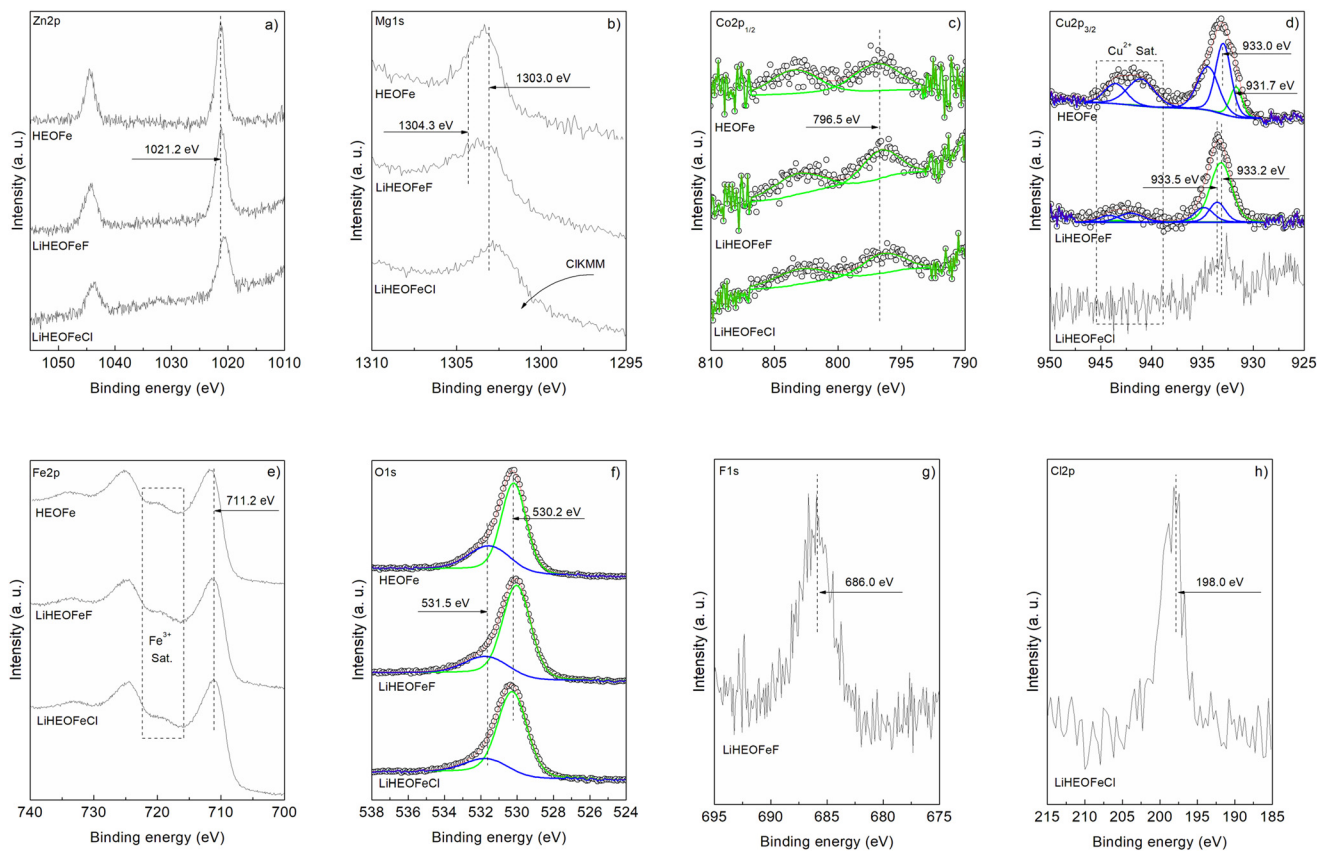 Zn2p
a)
HEOFe
1021.2 eV
LiHEOFeF
LiHEOFeCl
Intensity (a. u.)
1050 1040 1030 1020 1010
Binding energy (eV)
Mg1s
b)
1303.0 eV
HEOFe
1304.3 eV
LiHEOFeF
LiHEOFeCl
ClKMM
Intensity (a. u.)
1310 1305 1300 1295
Binding energy (eV)
Co2p1/2
c)
HEOFe
796.5 eV
LiHEOFeF
LiHEOFeCl
Intensity (a. u.)
810 805 800 795 790
Binding energy (eV)
Cu2p3/2
d)
Cu2+ Sat.
933.0 eV
931.7 eV
HEOFe
933.5 eV
933.2 eV
LiHEOFeF
LiHEOFeCl
Intensity (a. u.)
950 945 940 935 930 925
Binding energy (eV)
Fe2p
e)
711.2 eV
HEOFe
LiHEOFeF
Fe3+
Sat.
LiHEOFeCl
Intensity (a. u.)
740 730 720 710 700
Binding energy (eV)
O1s
f)
530.2 eV
HEOFe
531.5 eV
LiHEOFeF
LiHEOFeCl
Intensity (a. u.)
538 536 534 532 530 528 526 524
Binding energy (eV)
F1s
g)
686.0 eV
LiHEOFeF
Intensity (a. u.)
695 690 685 680 675
Binding energy (eV)
Cl2p
h)
198.0 eV
LiHEOFeCl
Intensity (a. u.)
215 210 205 200 195 190 185
Binding energy (eV)